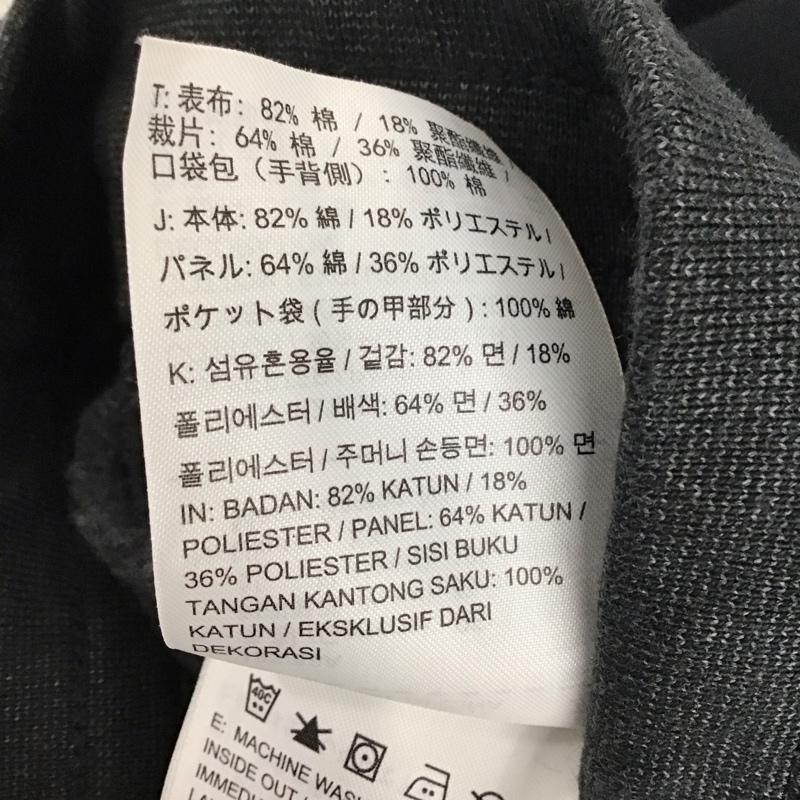 T: 表布: 82% 棉 / 18% 聚酯纖維 /
裁片: 64% 棉 / 36% 聚酯纖維 /
口袋包（手背側）: 100% 棉
J: 本体: 82% 綿 / 18% ポリエステル /
パネル: 64% 綿 / 36% ポリエステル /
ポケット袋 ( 手の甲部分 ) : 100% 綿
K: 섬유혼용율 / 겉감: 82% 면 / 18%
폴리에스터 / 배색: 64% 면 / 36%
폴리에스터 / 주머니 손등면: 100% 면
IN: BADAN: 82% KATUN / 18%
POLIESTER / PANEL: 64% KATUN /
36% POLIESTER / SISI BUKU
TANGAN KANTONG SAKU: 100%
KATUN / EKSKLUSIF DARI
DEKORASI
40C
E: MACHINE WASH
INSIDE OUT /